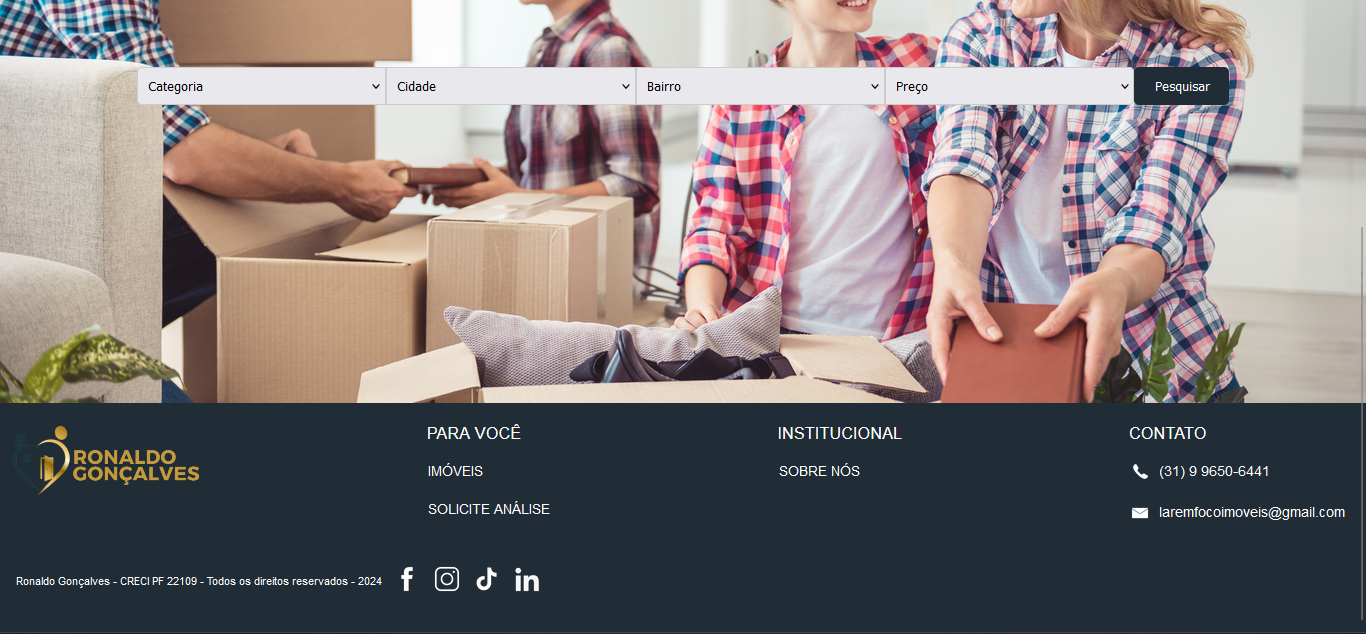 Categoria Cidade Bairro Preço Pesquisar
RONALDO
GONÇALVES
PARA VOCÊ
IMÓVEIS
SOLICITE ANÁLISE
INSTITUCIONAL
SOBRE NÓS
CONTATO
(31) 9 9650-6441
laremfocoimoveis@gmail.com
Ronaldo Gonçalves - CRECI PF 22109 - Todos os direitos reservados - 2024